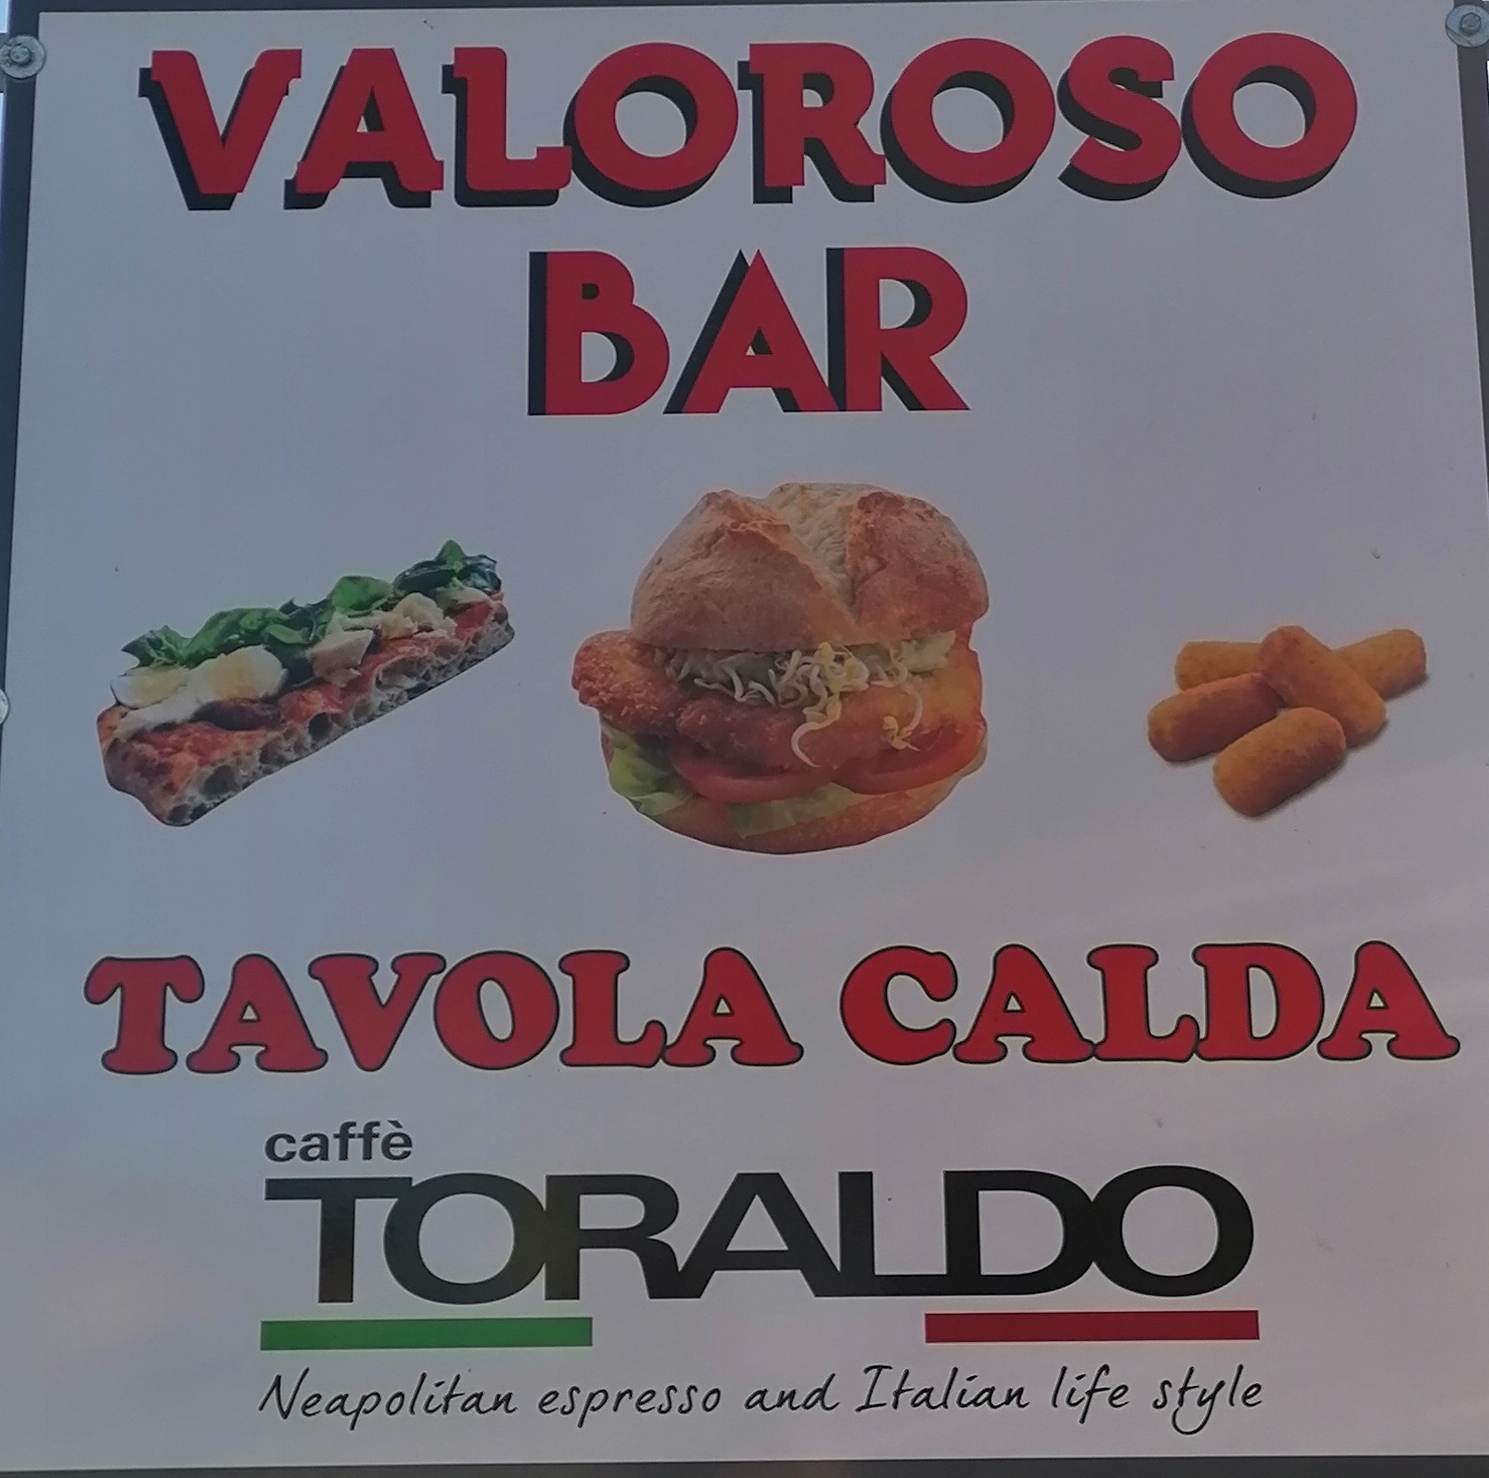 VALOROSO
BAR
TAVOLA CALDA
caffè
TORALDO
Neapolitan espresso and Italian life style